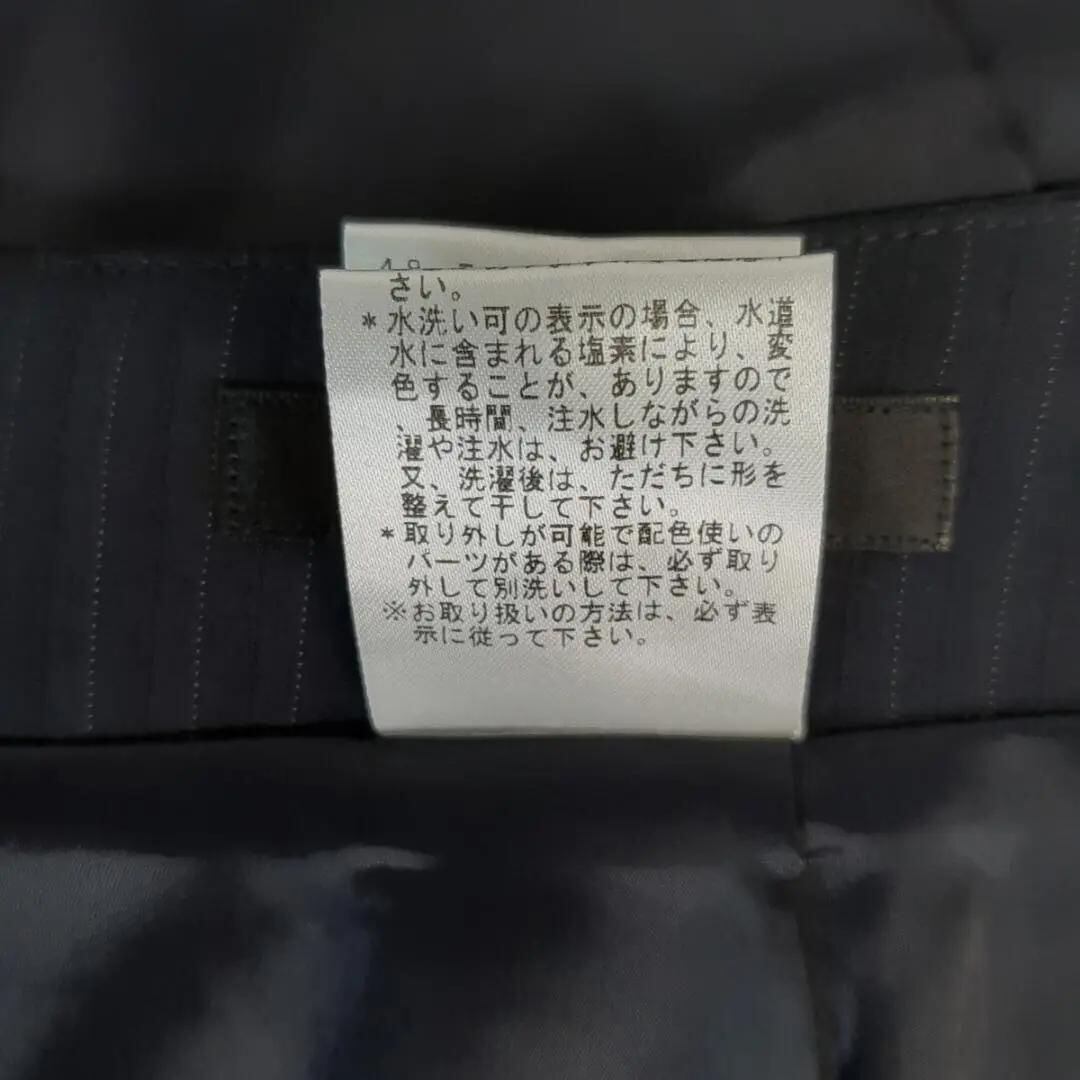 さい。
*水洗い可の表示の場合、水道
水に含まれる塩素により、変
色することが、ありますので
、長時間、注水しながらの洗
濯や注水は、お避け下さい。
又、洗濯後は、ただちに形を
整えて干して下さい。
*取り外しが可能で配色使いの
パーツがある際は、必ず取り
外して別洗いして下さい。
※お取り扱いの方法は、必ず表
示に従って下さい。